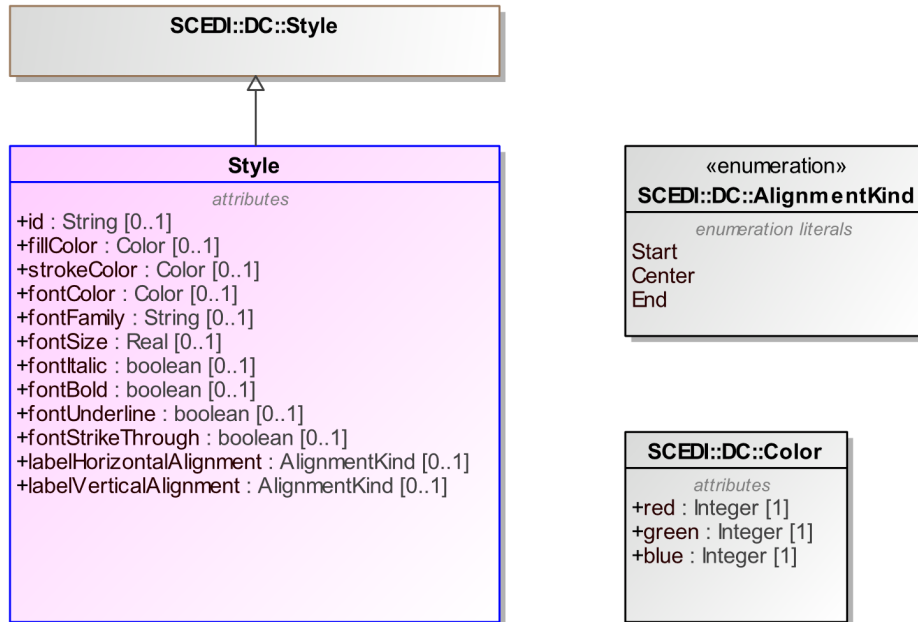 SCEDI::DC::Style
Style
attributes
+id : String [0..1]
+fillColor : Color [0..1]
+strokeColor : Color [0..1]
+fontColor : Color [0..1]
+fontFamily : String [0..1]
+fontSize : Real [0..1]
+fontItalic : boolean [0..1]
+fontBold : boolean [0..1]
+fontUnderline : boolean [0..1]
+fontStrikeThrough : boolean [0..1]
+labelHorizontalAlignment : AlignmentKind [0..1]
+labelVerticalAlignment : AlignmentKind [0..1]
«enumeration»
SCEDI::DC::AlignmentKind
enumeration literals
Start
Center
End
SCEDI::DC::Color
attributes
+red : Integer [1]
+green : Integer [1]
+blue : Integer [1]